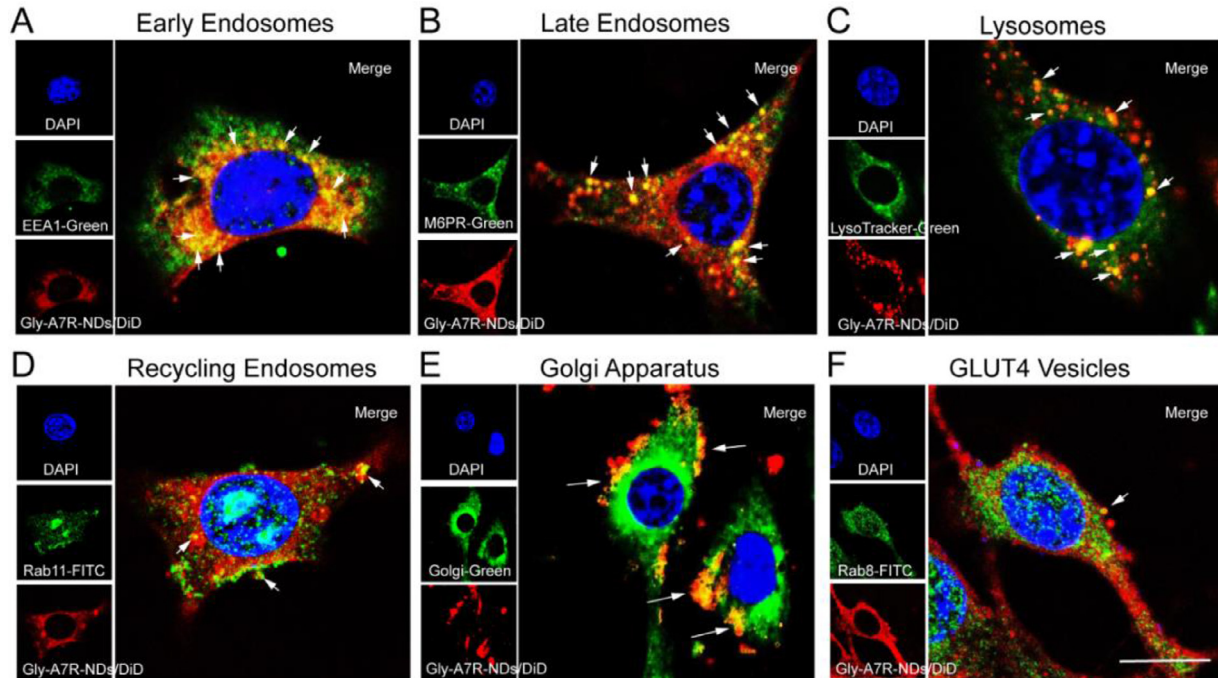 A Early Endosomes
DAPI
EEA1-Green
Gly-A7R-NDs/DiD
Merge
B Late Endosomes
DAPI
M6PR-Green
Gly-A7R-NDs/DiD
Merge
C Lysosomes
DAPI
LysoTracker-Green
Gly-A7R-NDs/DiD
Merge
D Recycling Endosomes
DAPI
Rab11-FITC
Gly-A7R-NDs/DiD
Merge
E Golgi Apparatus
DAPI
Golgi-Green
Gly-A7R-NDs/DiD
Merge
F GLUT4 Vesicles
DAPI
Rab8-FITC
Gly-A7R-NDs/DiD
Merge